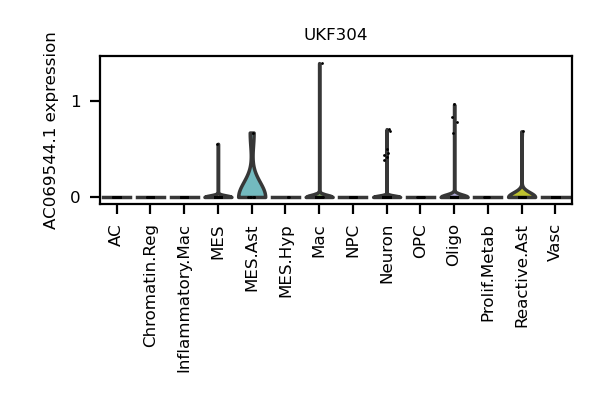 UKF304
AC069544.1 expression
1
0
AC
Chromatin.Reg
Inflammatory.Mac
MES
MES.Ast
MES.Hyp
Mac
NPC
Neuron
OPC
Oligo
Prolif.Metab
Reactive.Ast
Vasc